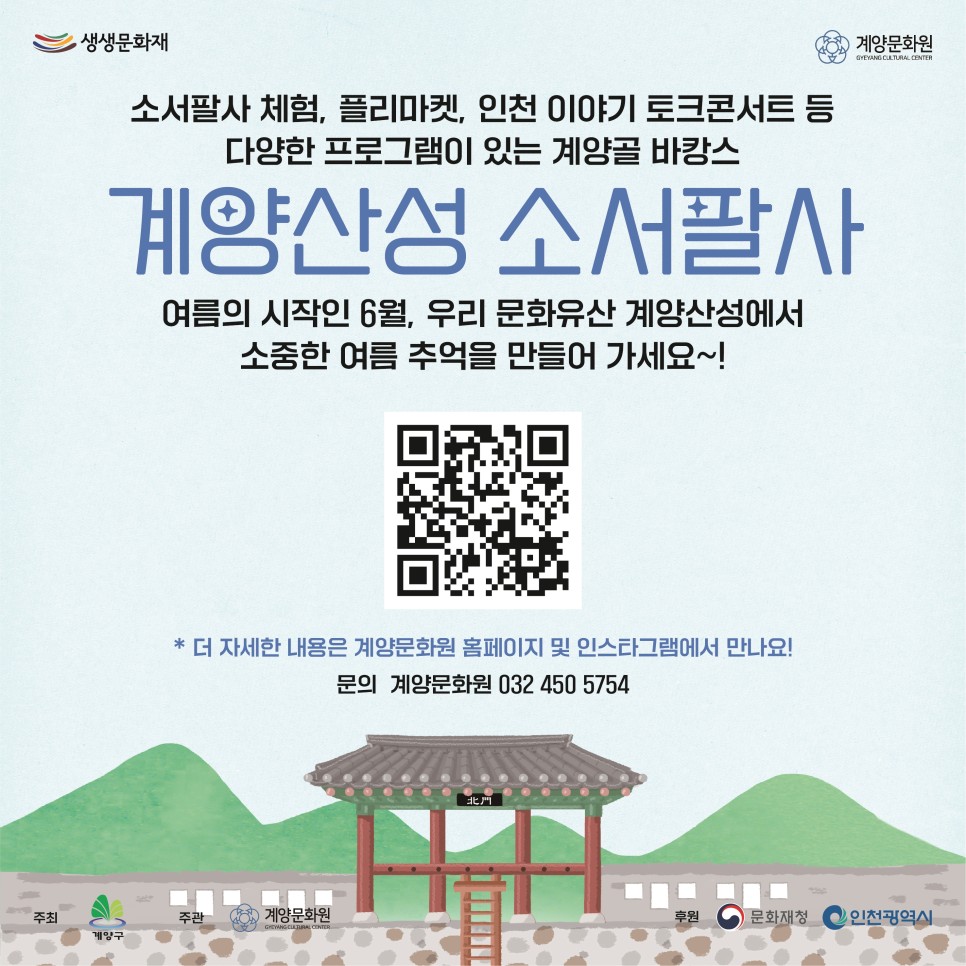 생생문화재
계양문화원
GYEYANG CULTURAL CENTER
소서팔사 체험, 플리마켓, 인천 이야기 토크콘서트 등
다양한 프로그램이 있는 계양골 바캉스
계양산성 소서팔사
여름의 시작인 6월, 우리 문화유산 계양산성에서
소중한 여름 추억을 만들어 가세요~!
* 더 자세한 내용은 계양문화원 홈페이지 및 인스타그램에서 만나요!
문의 계양문화원 032 450 5754
北門
주최 계양구 주관 계양문화원 후원 문화재청 인천광역시
GYEYANG CULTURAL CENTER